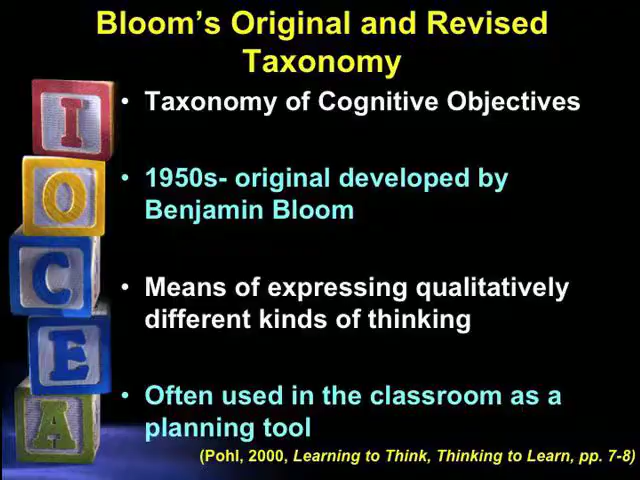 Bloom's Original and Revised
Taxonomy
• Taxonomy of Cognitive Objectives
• 1950s- original developed by
Benjamin Bloom
• Means of expressing qualitatively
different kinds of thinking
• Often used in the classroom as a
planning tool
(Pohl, 2000, Learning to Think, Thinking to Learn, pp. 7-8)
I
O
C
E
A